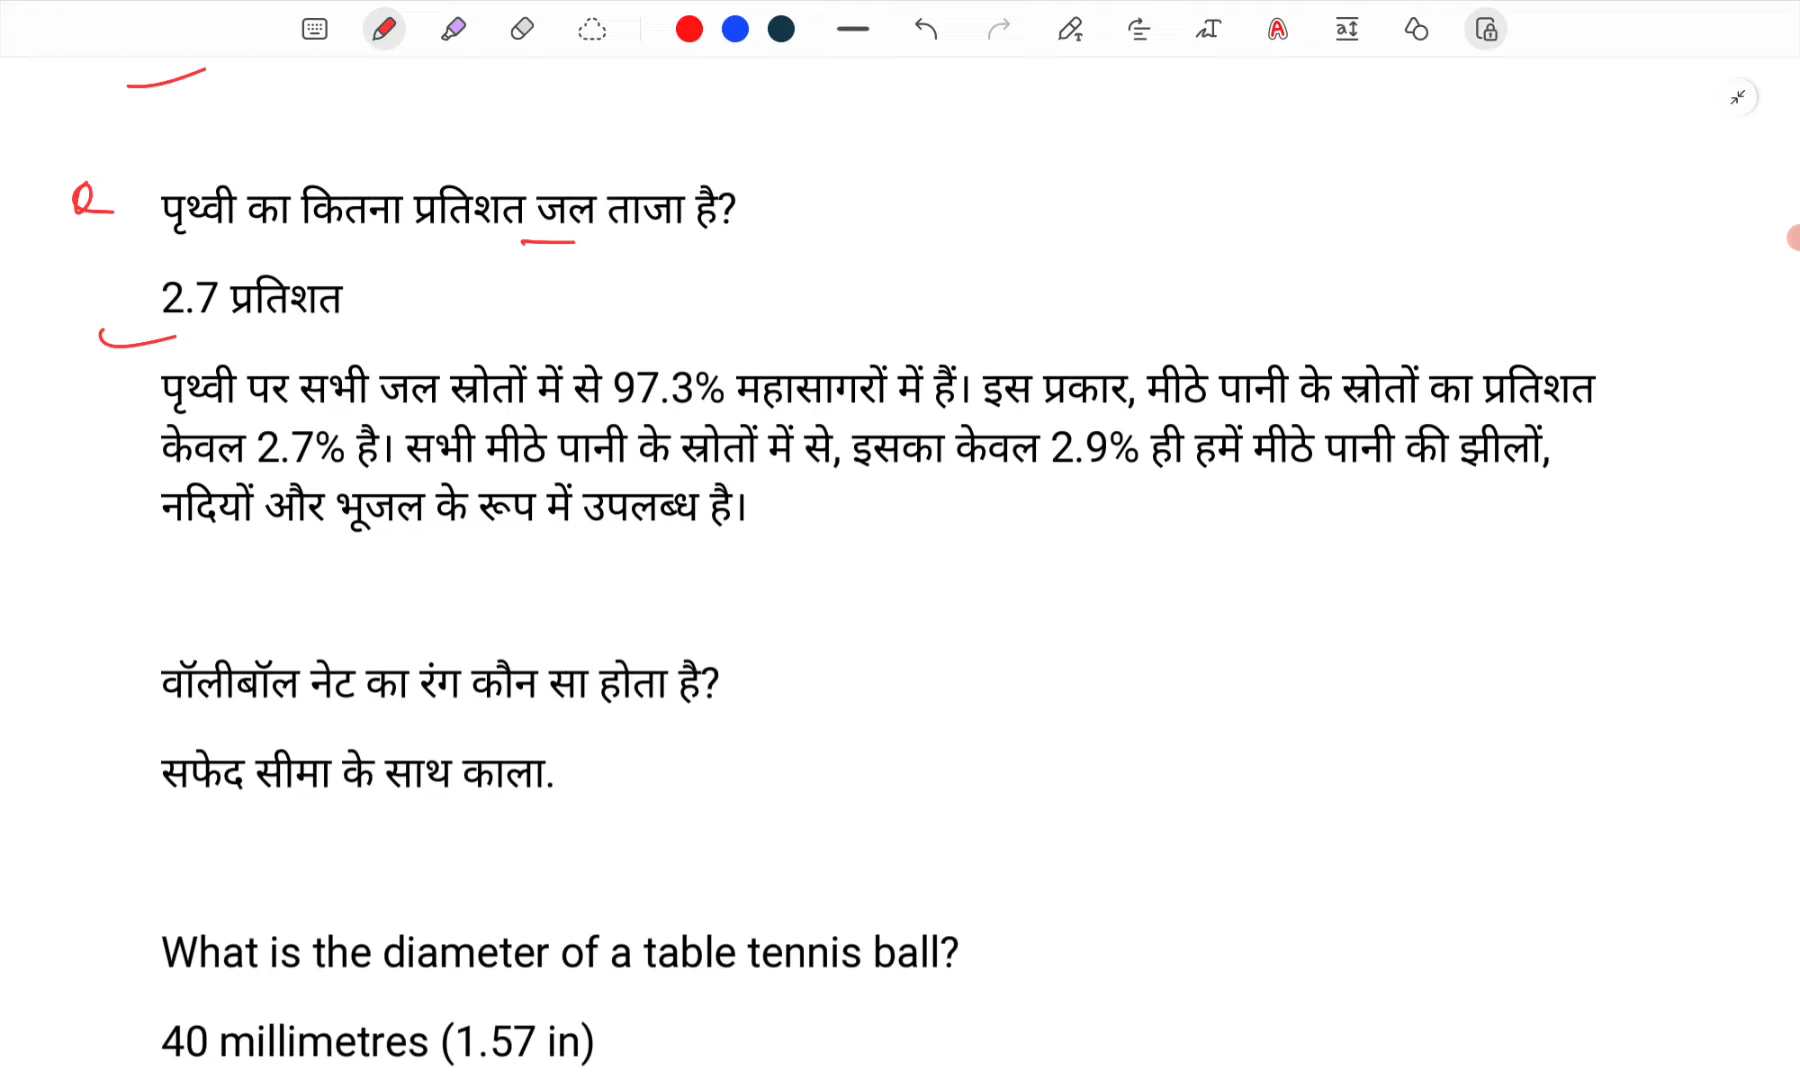 Q पृथ्वी का कितना प्रतिशत जल ताजा है?
2.7 प्रतिशत
पृथ्वी पर सभी जल स्रोतों में से 97.3% महासागरों में हैं। इस प्रकार, मीठे पानी के स्रोतों का प्रतिशत
केवल 2.7% है। सभी मीठे पानी के स्रोतों में से, इसका केवल 2.9% ही हमें मीठे पानी की झीलों,
नदियों और भूजल के रूप में उपलब्ध है।
वॉलीबॉल नेट का रंग कौन सा होता है?
सफेद सीमा के साथ काला.
What is the diameter of a table tennis ball?
40 millimetres (1.57 in)